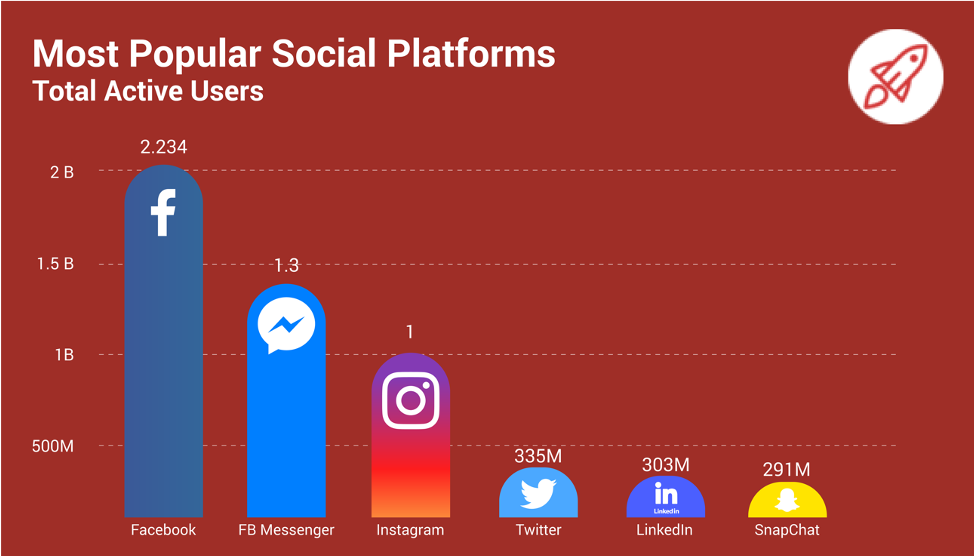 Most Popular Social Platforms
Total Active Users
2.234
2 B
1.5 B
1.3
1
1B
500M
335M
303M
291M
in
LinkedIn
Facebook
FB Messenger
Instagram
Twitter
LinkedIn
SnapChat